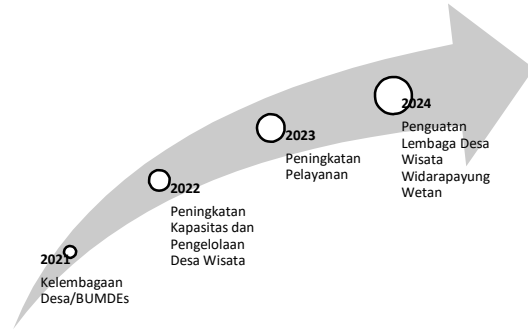 2021
Kelembagaan
Desa/BUMDEs
2022
Peningkatan
Kapasitas dan
Pengelolaan
Desa Wisata
2023
Peningkatan
Pelayanan
2024
Penguatan
Lembaga Desa
Wisata
Widarapayung
Wetan